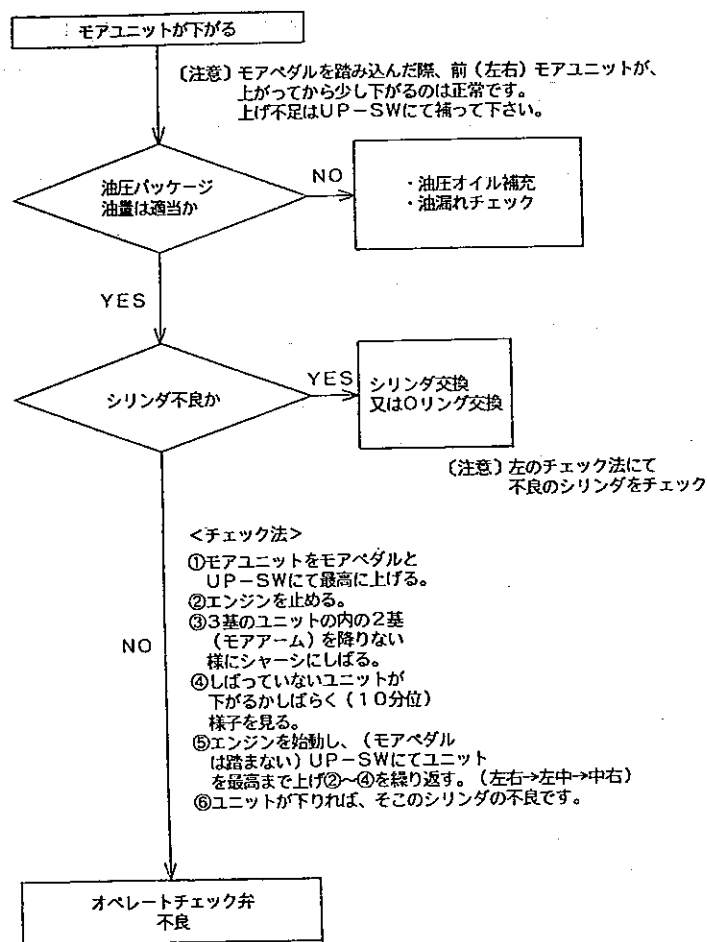 モアユニットが下がる
〔注意〕モアペダルを踏み込んだ際、前（左右）モアユニットが、
上がってから少し下がるのは正常です。
上げ不足はUP－SWにて補って下さい。
油圧パッケージ
油量は適当か
NO
・油圧オイル補充
・油漏れチェック
YES
シリンダ不良か
YES
シリンダ交換
又はOリング交換
〔注意〕左のチェック法にて
不良のシリンダをチェック
＜チェック法＞
①モアユニットをモアペダルと
UP－SWにて最高に上げる。
②エンジンを止める。
③3基のユニットの内の2基
（モアアーム）を降りない
様にシャーシにしばる。
NO
④しばっていないユニットが
下がるかしばらく（10分位）
様子を見る。
⑤エンジンを始動し、（モアペダル
は踏まない）UP－SWにてユニット
を最高まで上げ②～④を繰り返す。（左右→左中→中右）
⑥ユニットが下りれば、そこのシリンダの不良です。
オペレートチェック弁
不良